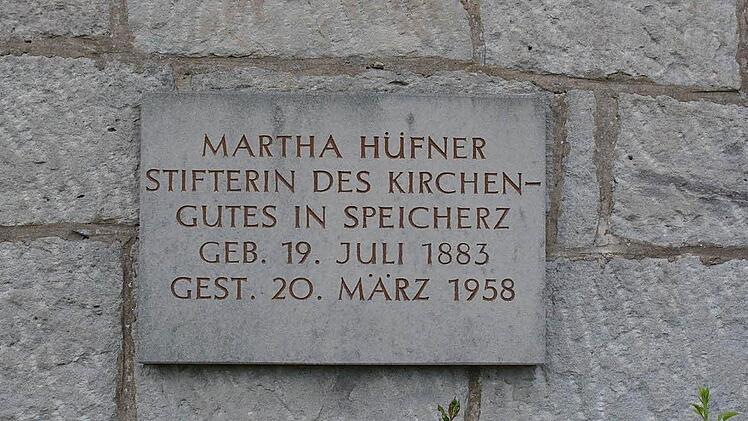 MARTHA HÜFNER
STIFTERIN DES KIRCHEN-
GUTES IN SPEICHERZ
GEB. 19. JULI 1883
GEST. 20. MÄRZ 1958